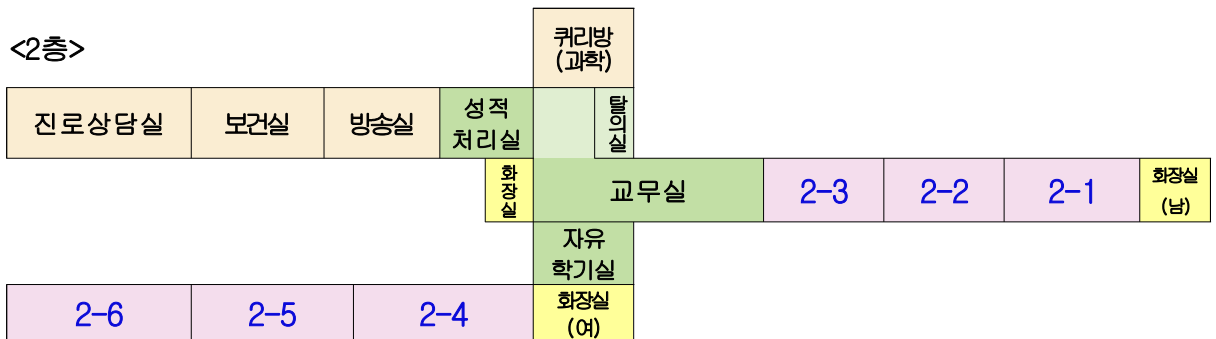 <2층>
퀴리방
(과학)
진로상담실
보건실
방송실
성적
처리실
탈의실
화장실
교무실
2-3
2-2
2-1
화장실
(남)
자유
학기실
2-6
2-5
2-4
화장실
(여)